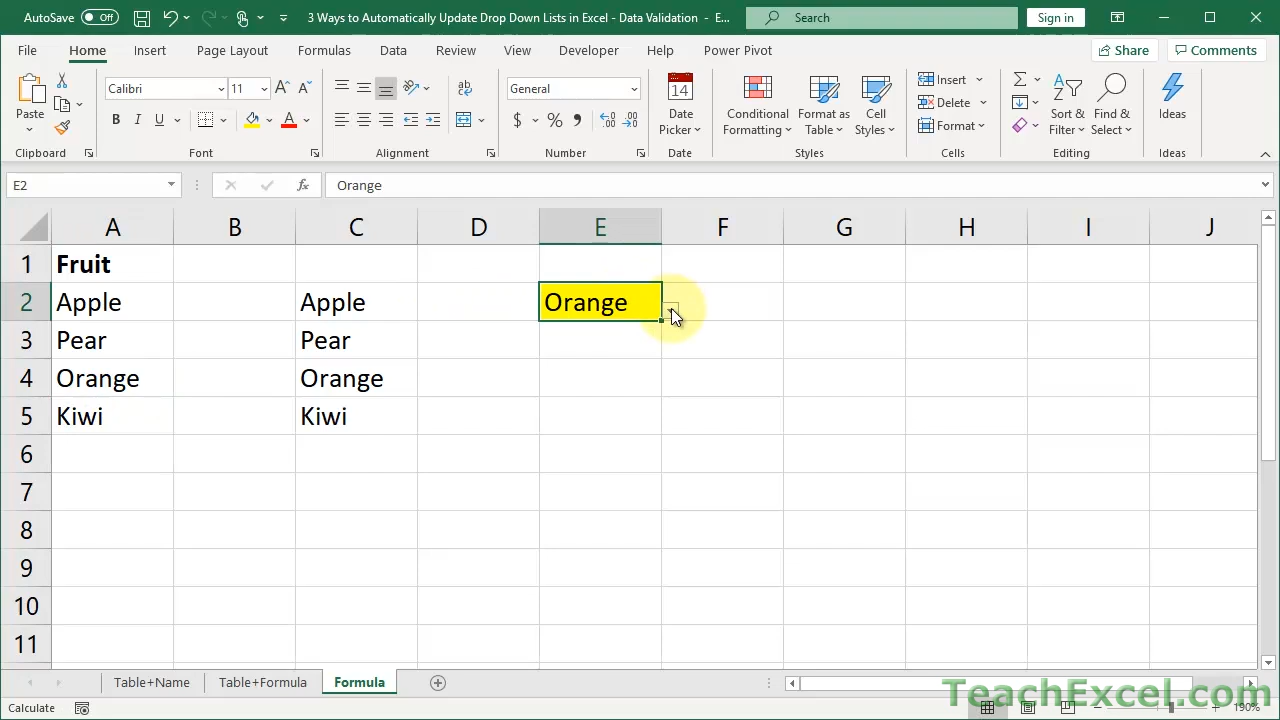 AutoSave Off 3 Ways to Automatically Update Drop Down Lists in Excel - Data Validation - E... Search Sign in
File Home Insert Page Layout Formulas Data Review View Developer Help Power Pivot Share Comments
Paste Calibri 11 General $ % 14 Date Picker Conditional Formatting Format as Table Cell Styles Insert Delete Format Sort & Filter Find & Select Ideas
Clipboard Font Alignment Number Date Styles Cells Editing Ideas
E2 fx Orange
A B C D E F G H I J
1 Fruit
2 Apple Apple Orange
3 Pear Pear
4 Orange Orange
5 Kiwi Kiwi
6
7
8
9
10
11
Table+Name Table+Formula Formula
Calculate 190%
TeachExcel.com